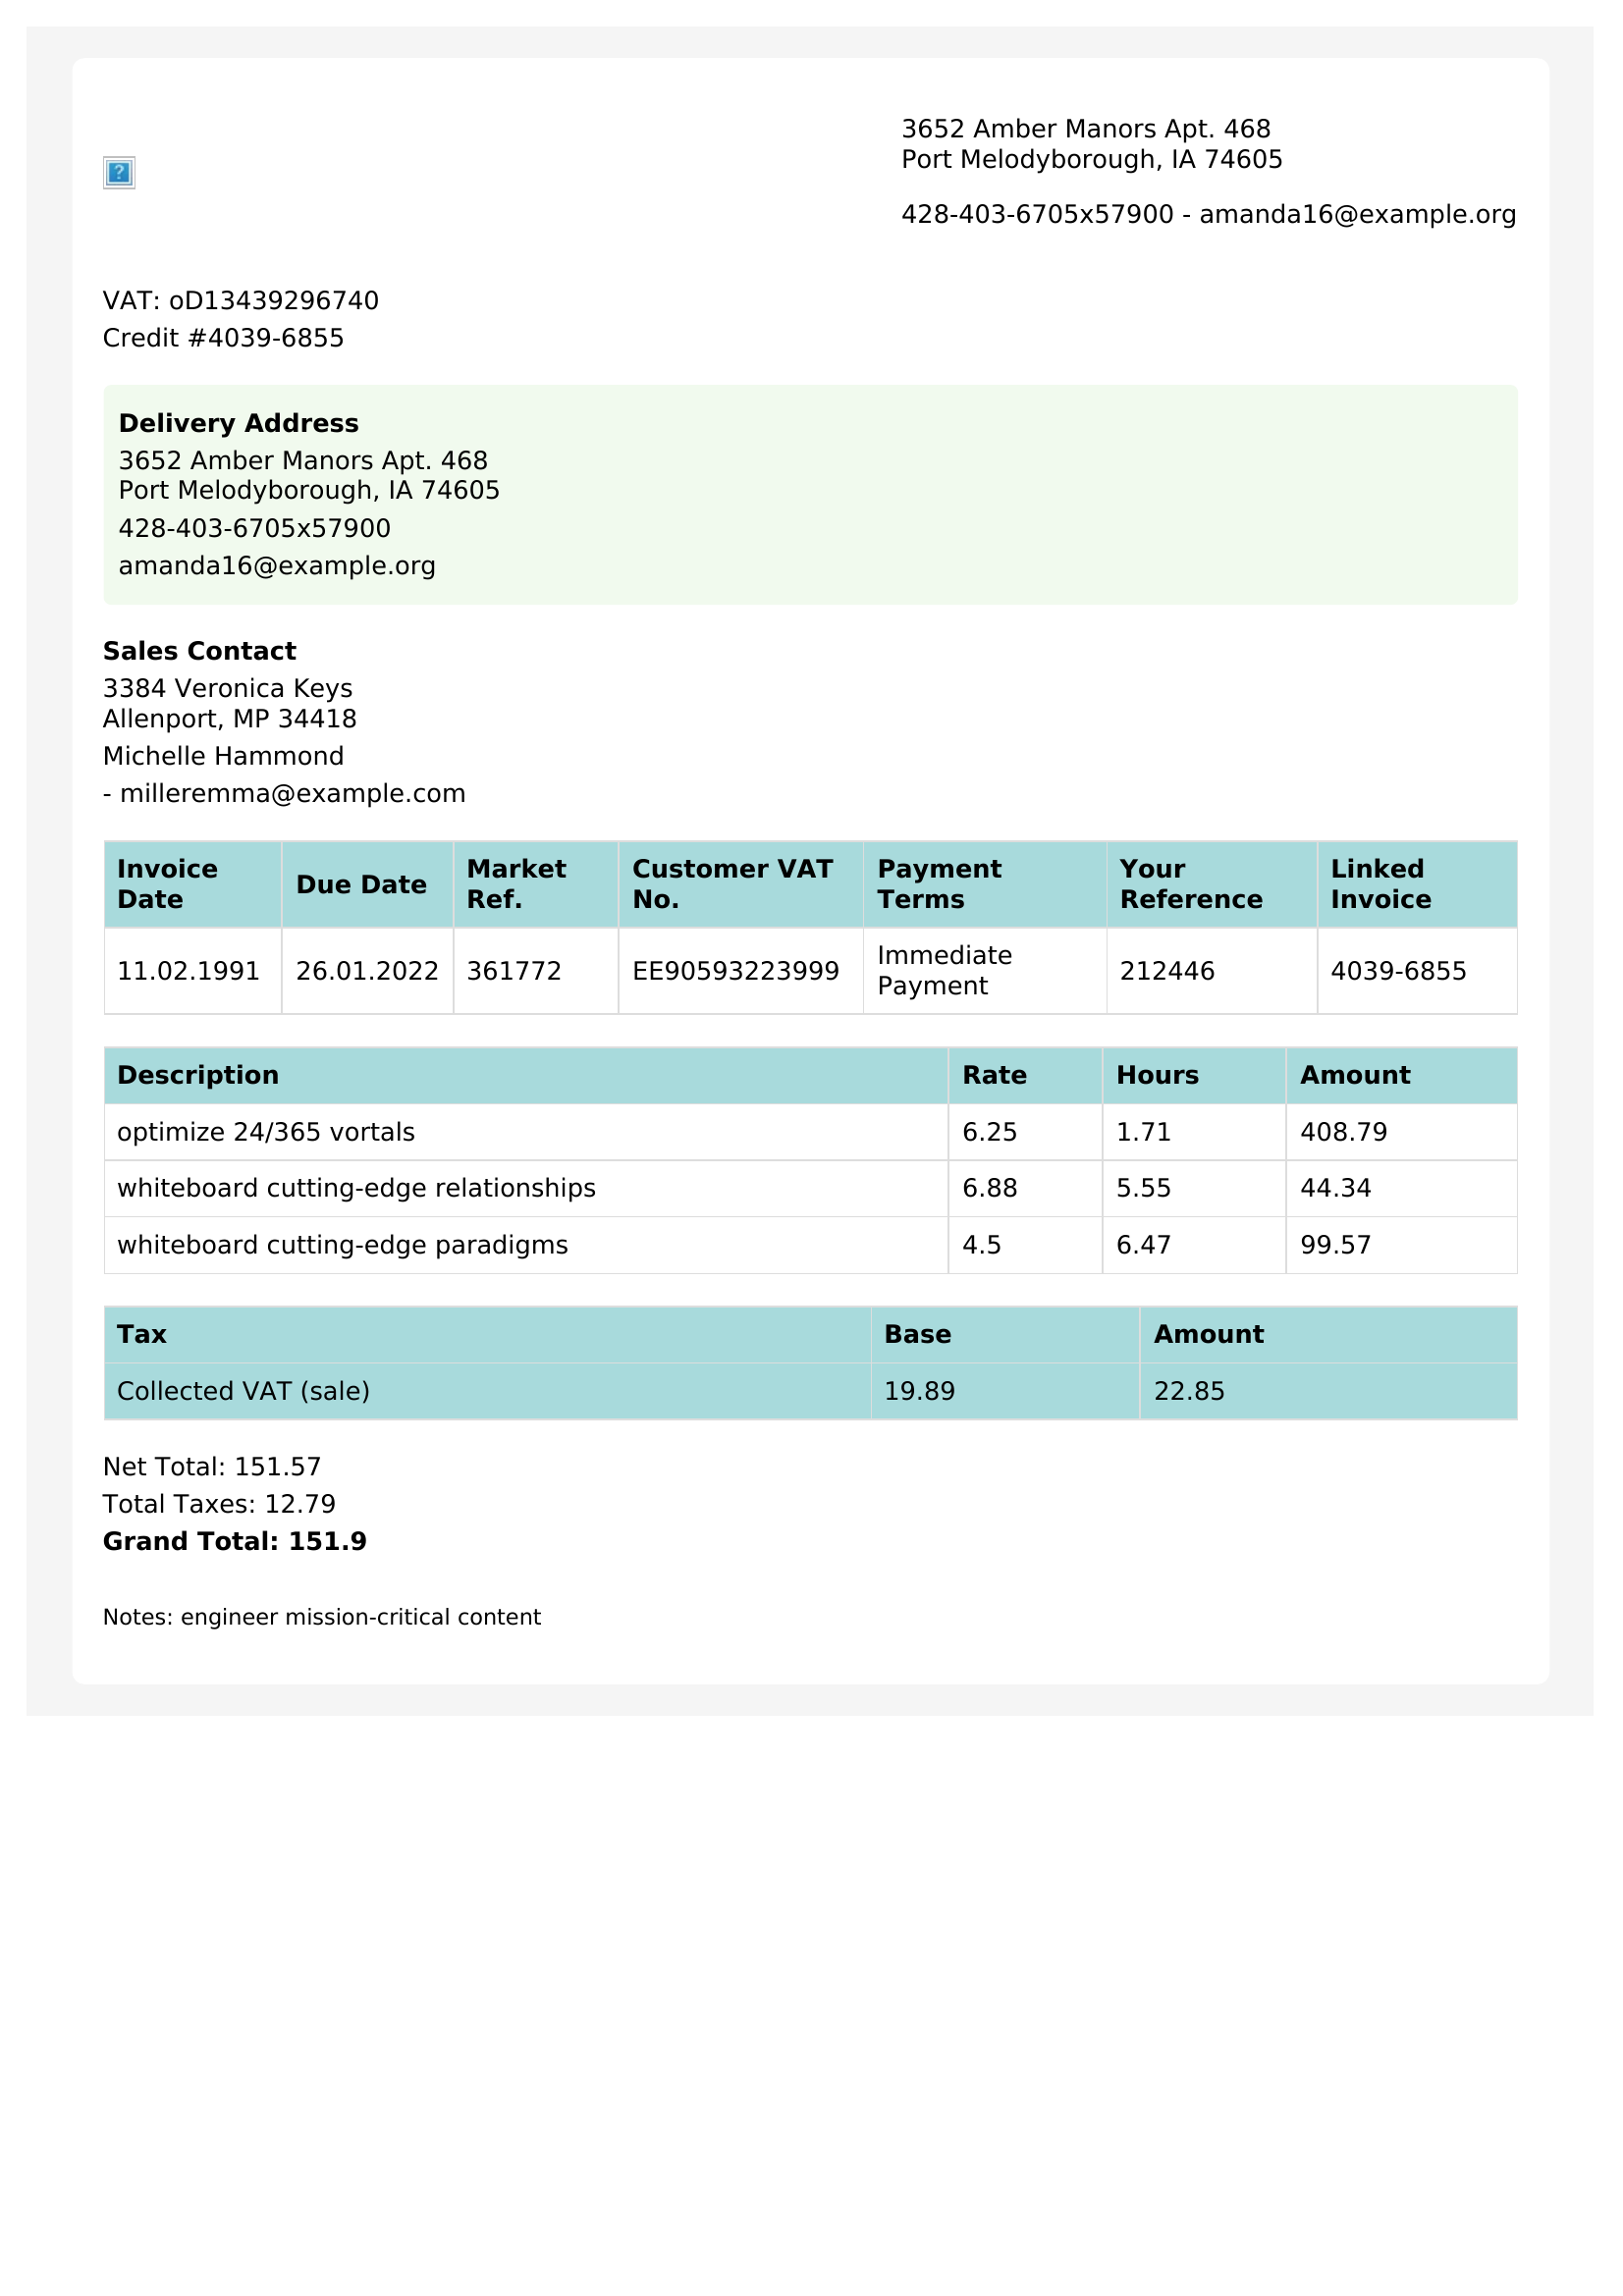 3652 Amber Manors Apt. 468
Port Melodyborough, IA 74605
428-403-6705x57900 - amanda16@example.org
VAT: oD13439296740
Credit #4039-6855
Delivery Address
3652 Amber Manors Apt. 468
Port Melodyborough, IA 74605
428-403-6705x57900
amanda16@example.org
Sales Contact
3384 Veronica Keys
Allenport, MP 34418
Michelle Hammond
- milleremma@example.com
Invoice Date Due Date Market Ref. Customer VAT No. Payment Terms Your Reference Linked Invoice
11.02.1991 26.01.2022 361772 EE90593223999 Immediate Payment 212446 4039-6855
Description Rate Hours Amount
optimize 24/365 vortals 6.25 1.71 408.79
whiteboard cutting-edge relationships 6.88 5.55 44.34
whiteboard cutting-edge paradigms 4.5 6.47 99.57
Tax Base Amount
Collected VAT (sale) 19.89 22.85
Net Total: 151.57
Total Taxes: 12.79
Grand Total: 151.9
Notes: engineer mission-critical content